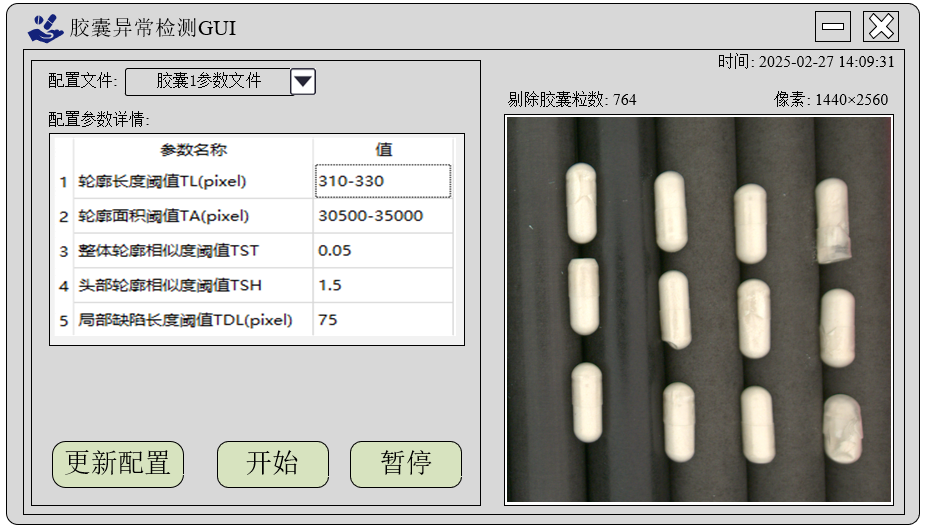 胶囊异常检测GUI
时间: 2025-02-27 14:09:31
配置文件: 胶囊1参数文件
剔除胶囊粒数: 764 像素: 1440×2560
配置参数详情:
参数名称 值
1 轮廓长度阈值TL(pixel) 310-330
2 轮廓面积阈值TA(pixel) 30500-35000
3 整体轮廓相似度阈值TST 0.05
4 头部轮廓相似度阈值TSH 1.5
5 局部缺陷长度阈值TDL(pixel) 75
更新配置 开始 暂停